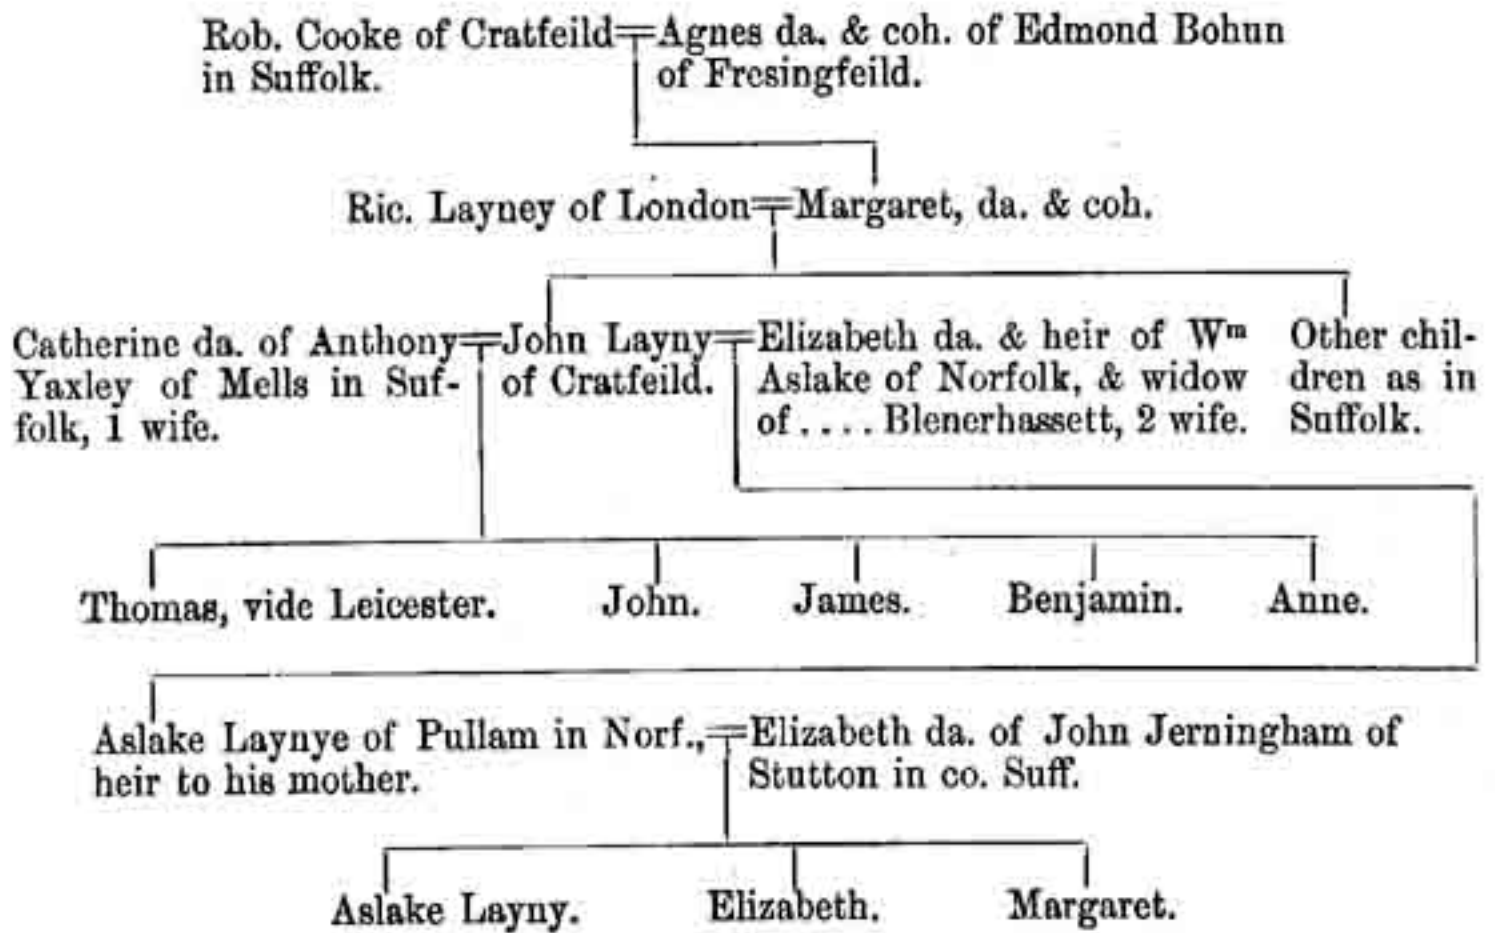 Rob. Cooke of Cratfeild=Agnes da. & coh. of Edmond Bohun
in Suffolk.
of Fresingfeild.
Ric. Layney of London=Margaret, da. & coh.
Catherine da. of Anthony
Yaxley of Mells in Suf-
folk, 1 wife.
=John Layny=
of Cratfeild.
Elizabeth da. & heir of Wᵐ
Aslake of Norfolk, & widow
of .... Blenerhassett, 2 wife.
Other chil-
dren as in
Suffolk.
Thomas, vide Leicester.
John.
James.
Benjamin.
Anne.
Aslake Laynye of Pullam in Norf.,=
heir to his mother.
Elizabeth da. of John Jerningham of
Stutton in co. Suff.
Aslake Layny.
Elizabeth.
Margaret.